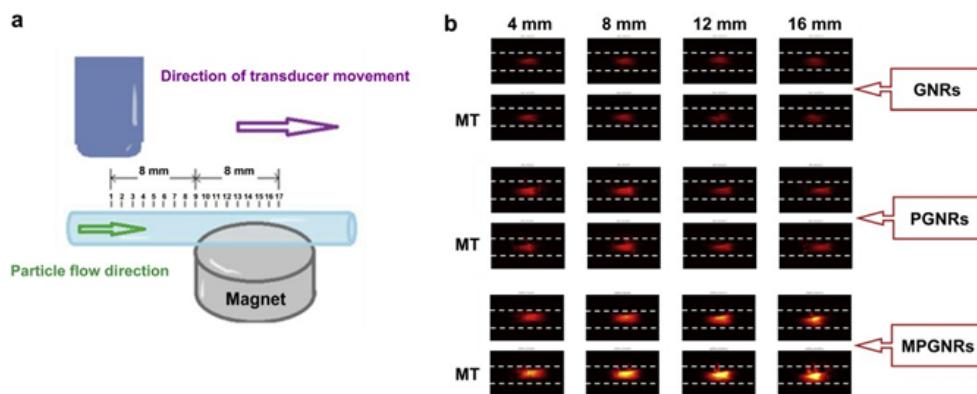 a
Direction of transducer movement
8 mm 8 mm
1 2 3 4 5 6 7 8 9 10 11 12 13 14 15 16 17
Particle flow direction
Magnet
b
4 mm 8 mm 12 mm 16 mm
GNRs
MT
PGNRs
MT
MPGNRs
MT